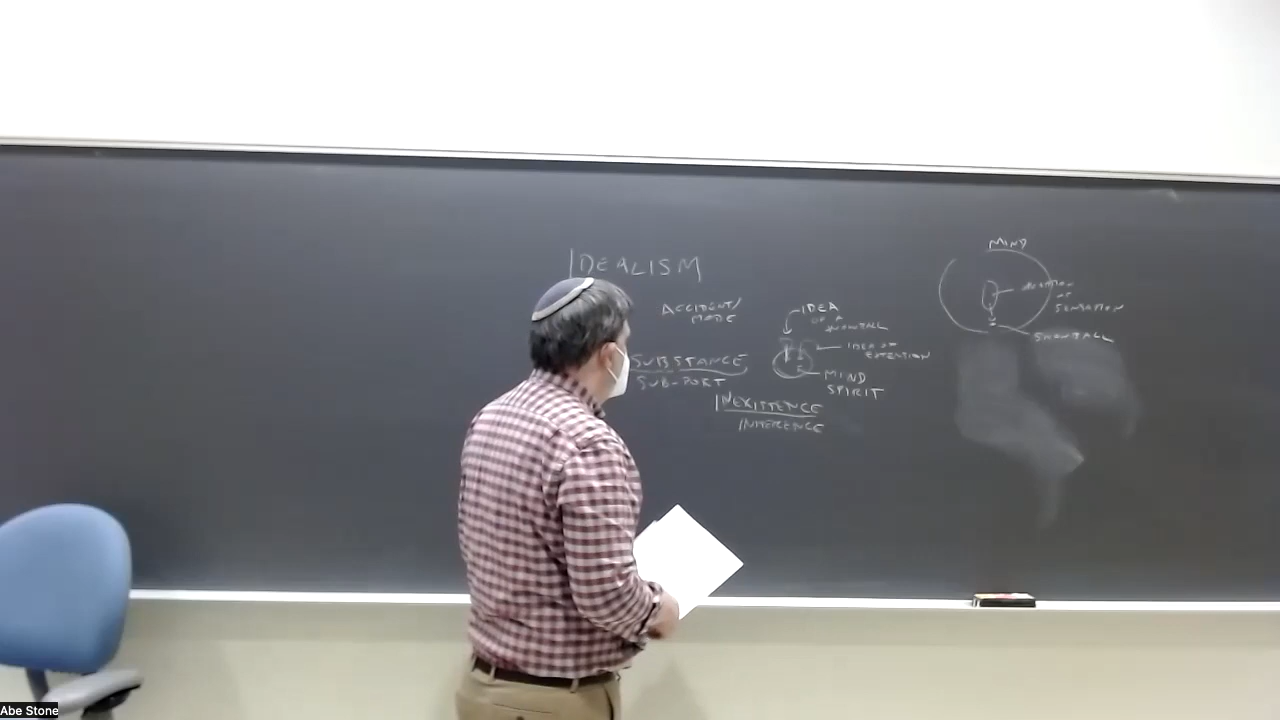 IDEALISM
ACCIDENT/
MODE
SUBSTANCE
SUB-PORT
INEXISTENCE
INHERENCE
IDEA
OF A
SNOWBALL
IDEA OF
EXTENSION
MIND
SPIRIT
MIND
OF
SENSATION
SNOWBALL
Abe Stone